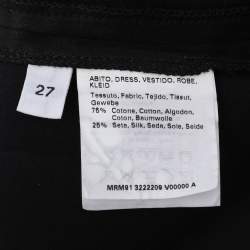 27
ABITO, DRESS, VESTIDO, ROBE,
KLEID
Tessuto, Fabric, Tejido, Tissut,
Gewebe
75% Cotone, Cotton, Algodon,
Coton, Baumwolle
25% Seta, Silk, Seda, Soie, Seide
MRM91 3222209 V00000 A